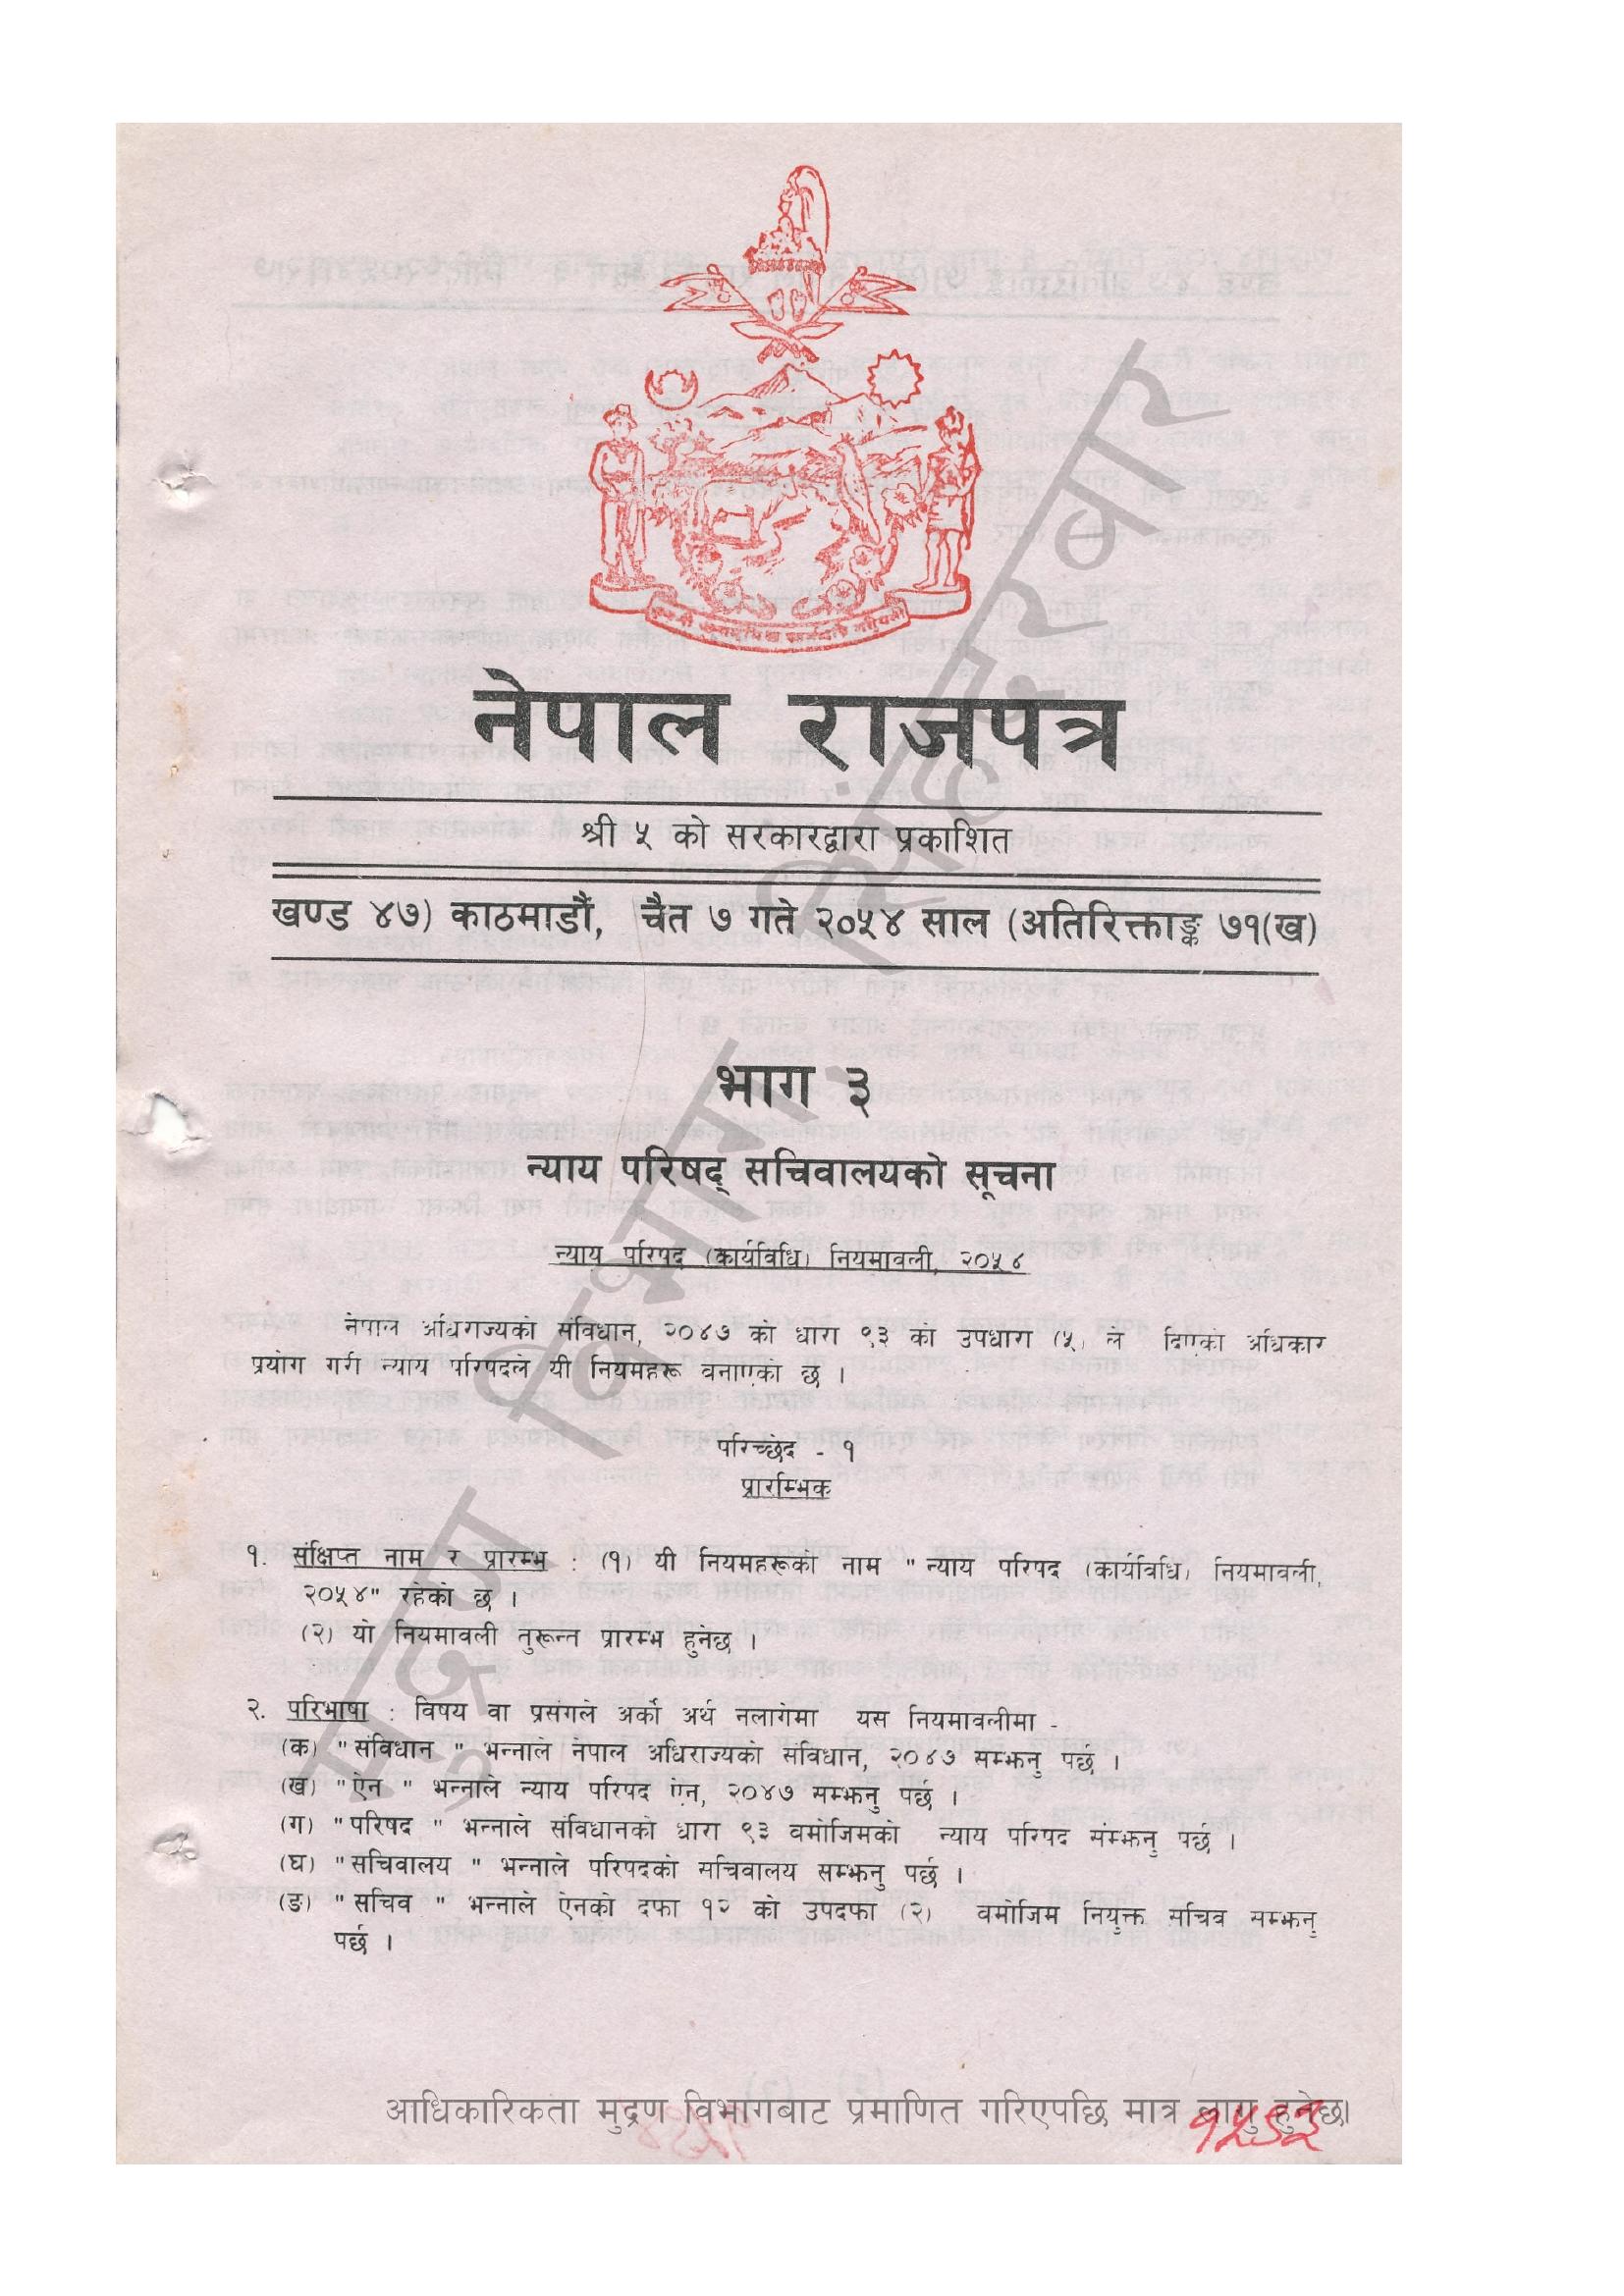 नेपाल राजपत्र
श्री ५ को सरकारद्वारा प्रकाशित
खण्ड ४७) काठमाडौं, चैत ७ गते २०५४ साल (अतिरिक्ताङ्क ७१(ख)
भाग ३
न्याय परिषद् सचिवालयको सूचना
न्याय परिषद (कार्यविधि) नियमावली, २०५४
नेपाल अधिराज्यको संविधान, २०४७ को धारा ९३ को उपधारा (५) ले दिएको अधिकार
प्रयोग गरी न्याय परिषदले यी नियमहरू बनाएको छ ।
परिच्छेद - १
प्रारम्भिक
१. संक्षिप्त नाम र प्रारम्भ : (१) यी नियमहरूको नाम " न्याय परिषद (कार्यविधि) नियमावली,
२०५४" रहेको छ ।
(२) यो नियमावली तुरून्त प्रारम्भ हुनेछ ।
२. परिभाषा : विषय वा प्रसंगले अर्को अर्थ नलागेमा यस नियमावलीमा -
(क) " संविधान " भन्नाले नेपाल अधिराज्यको संविधान, २०४७ सम्झनु पर्छ ।
(ख) " ऐन " भन्नाले न्याय परिषद ऐन, २०४७ सम्झनु पर्छ ।
(ग) " परिषद " भन्नाले संविधानको धारा ९३ बमोजिमको न्याय परिषद संम्झनु पर्छ ।
(घ) " सचिवालय " भन्नाले परिषदको सचिवालय सम्झनु पर्छ ।
(ङ) " सचिव " भन्नाले ऐनको दफा १२ को उपदफा (२) बमोजिम नियुक्त सचिव सम्झनु
पर्छ ।
मुद्रण विभाग, सिंहदरबार
आधिकारिकता मुद्रण विभागबाट प्रमाणित गरिएपछि मात्र लागु हुनेछ।